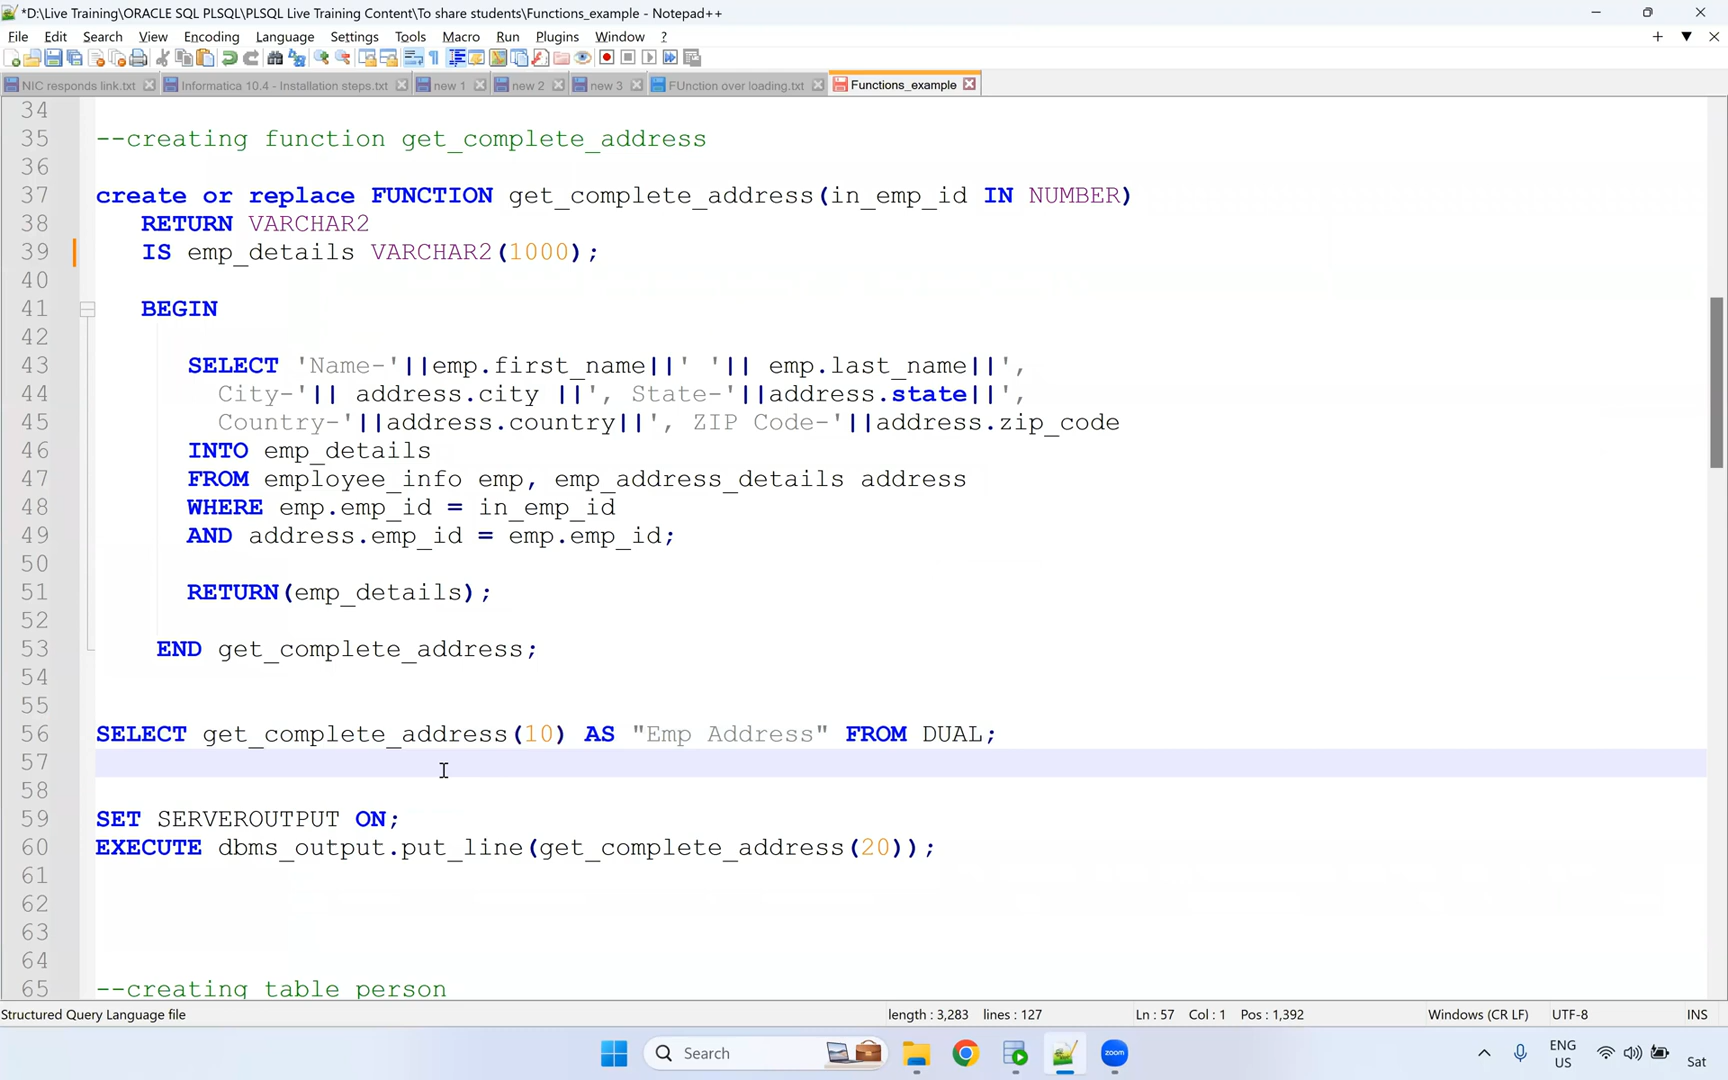 *D:\Live Training\ORACLE SQL PLSQL\PLSQL Live Training Content\To share students\Functions_example - Notepad++
File Edit Search View Encoding Language Settings Tools Macro Run Plugins Window ?
NIC responds link.txt Informatica 10.4 - Installation steps.txt new 1 new 2 new 3 FUnction over loading.txt Functions_example
34
35 --creating function get_complete_address
36
37 create or replace FUNCTION get_complete_address(in_emp_id IN NUMBER)
38 RETURN VARCHAR2
39 IS emp_details VARCHAR2(1000);
40
41 BEGIN
42
43 SELECT 'Name-'||emp.first_name||' '|| emp.last_name||',
44 City-'|| address.city ||', State-'||address.state||',
45 Country-'||address.country||', ZIP Code-'||address.zip_code
46 INTO emp_details
47 FROM employee_info emp, emp_address_details address
48 WHERE emp.emp_id = in_emp_id
49 AND address.emp_id = emp.emp_id;
50
51 RETURN(emp_details);
52
53 END get_complete_address;
54
55
56 SELECT get_complete_address(10) AS "Emp Address" FROM DUAL;
57
58
59 SET SERVEROUTPUT ON;
60 EXECUTE dbms_output.put_line(get_complete_address(20));
61
62
63
64
65 --creating table person
Structured Query Language file length : 3,283 lines : 127 Ln : 57 Col : 1 Pos : 1,392 Windows (CR LF) UTF-8 INS
Search zoom ENG US Sat